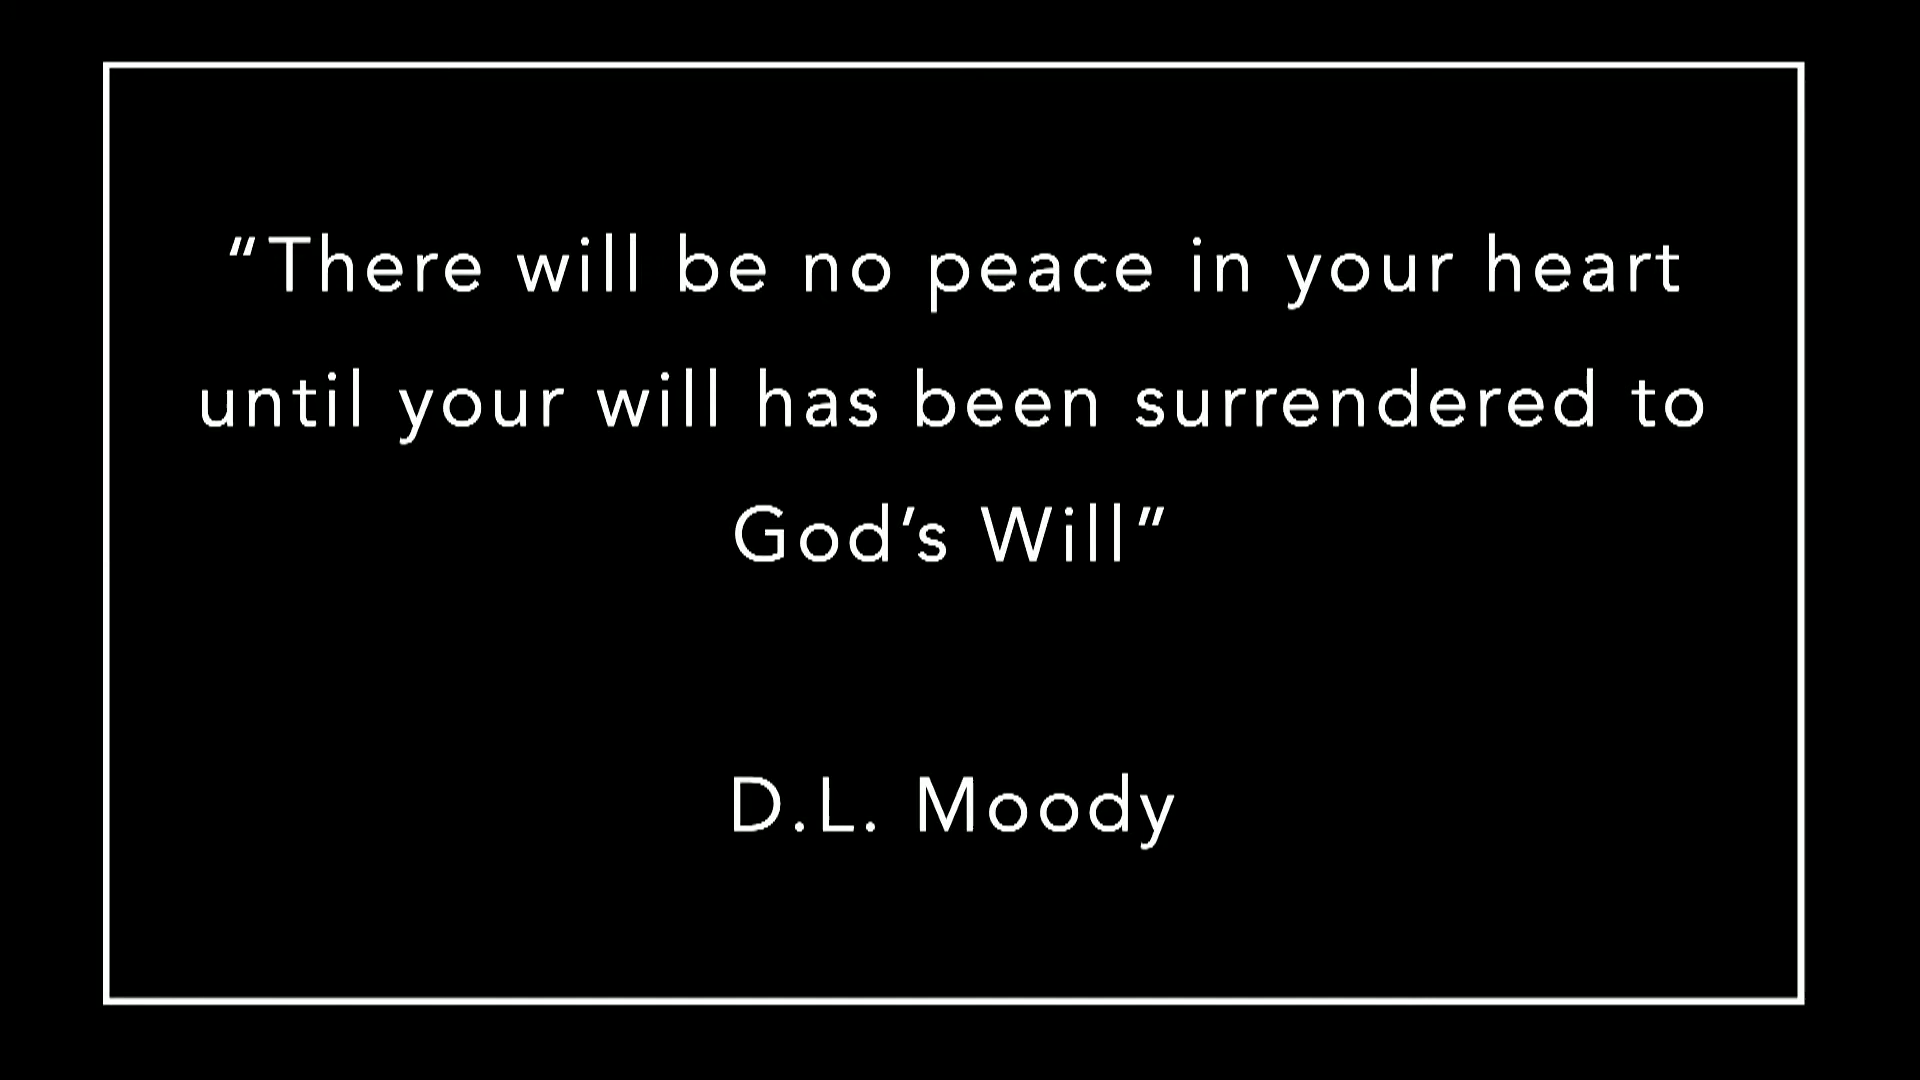 “There will be no peace in your heart
until your will has been surrendered to
God’s Will”
D.L. Moody